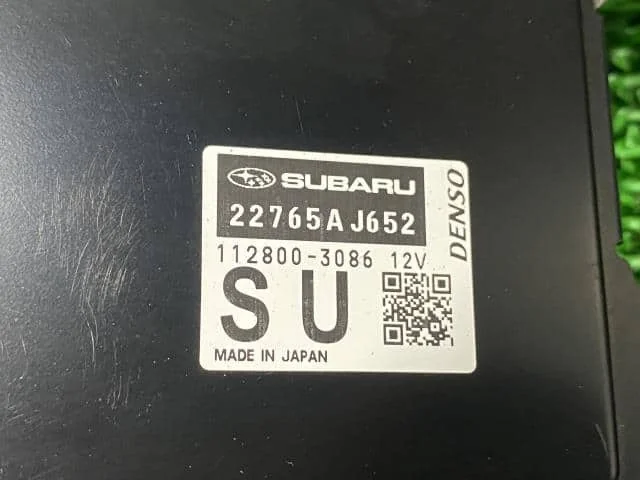 SUBARU
22765AJ652
DENSO
112800-3086 12V
SU
MADE IN JAPAN